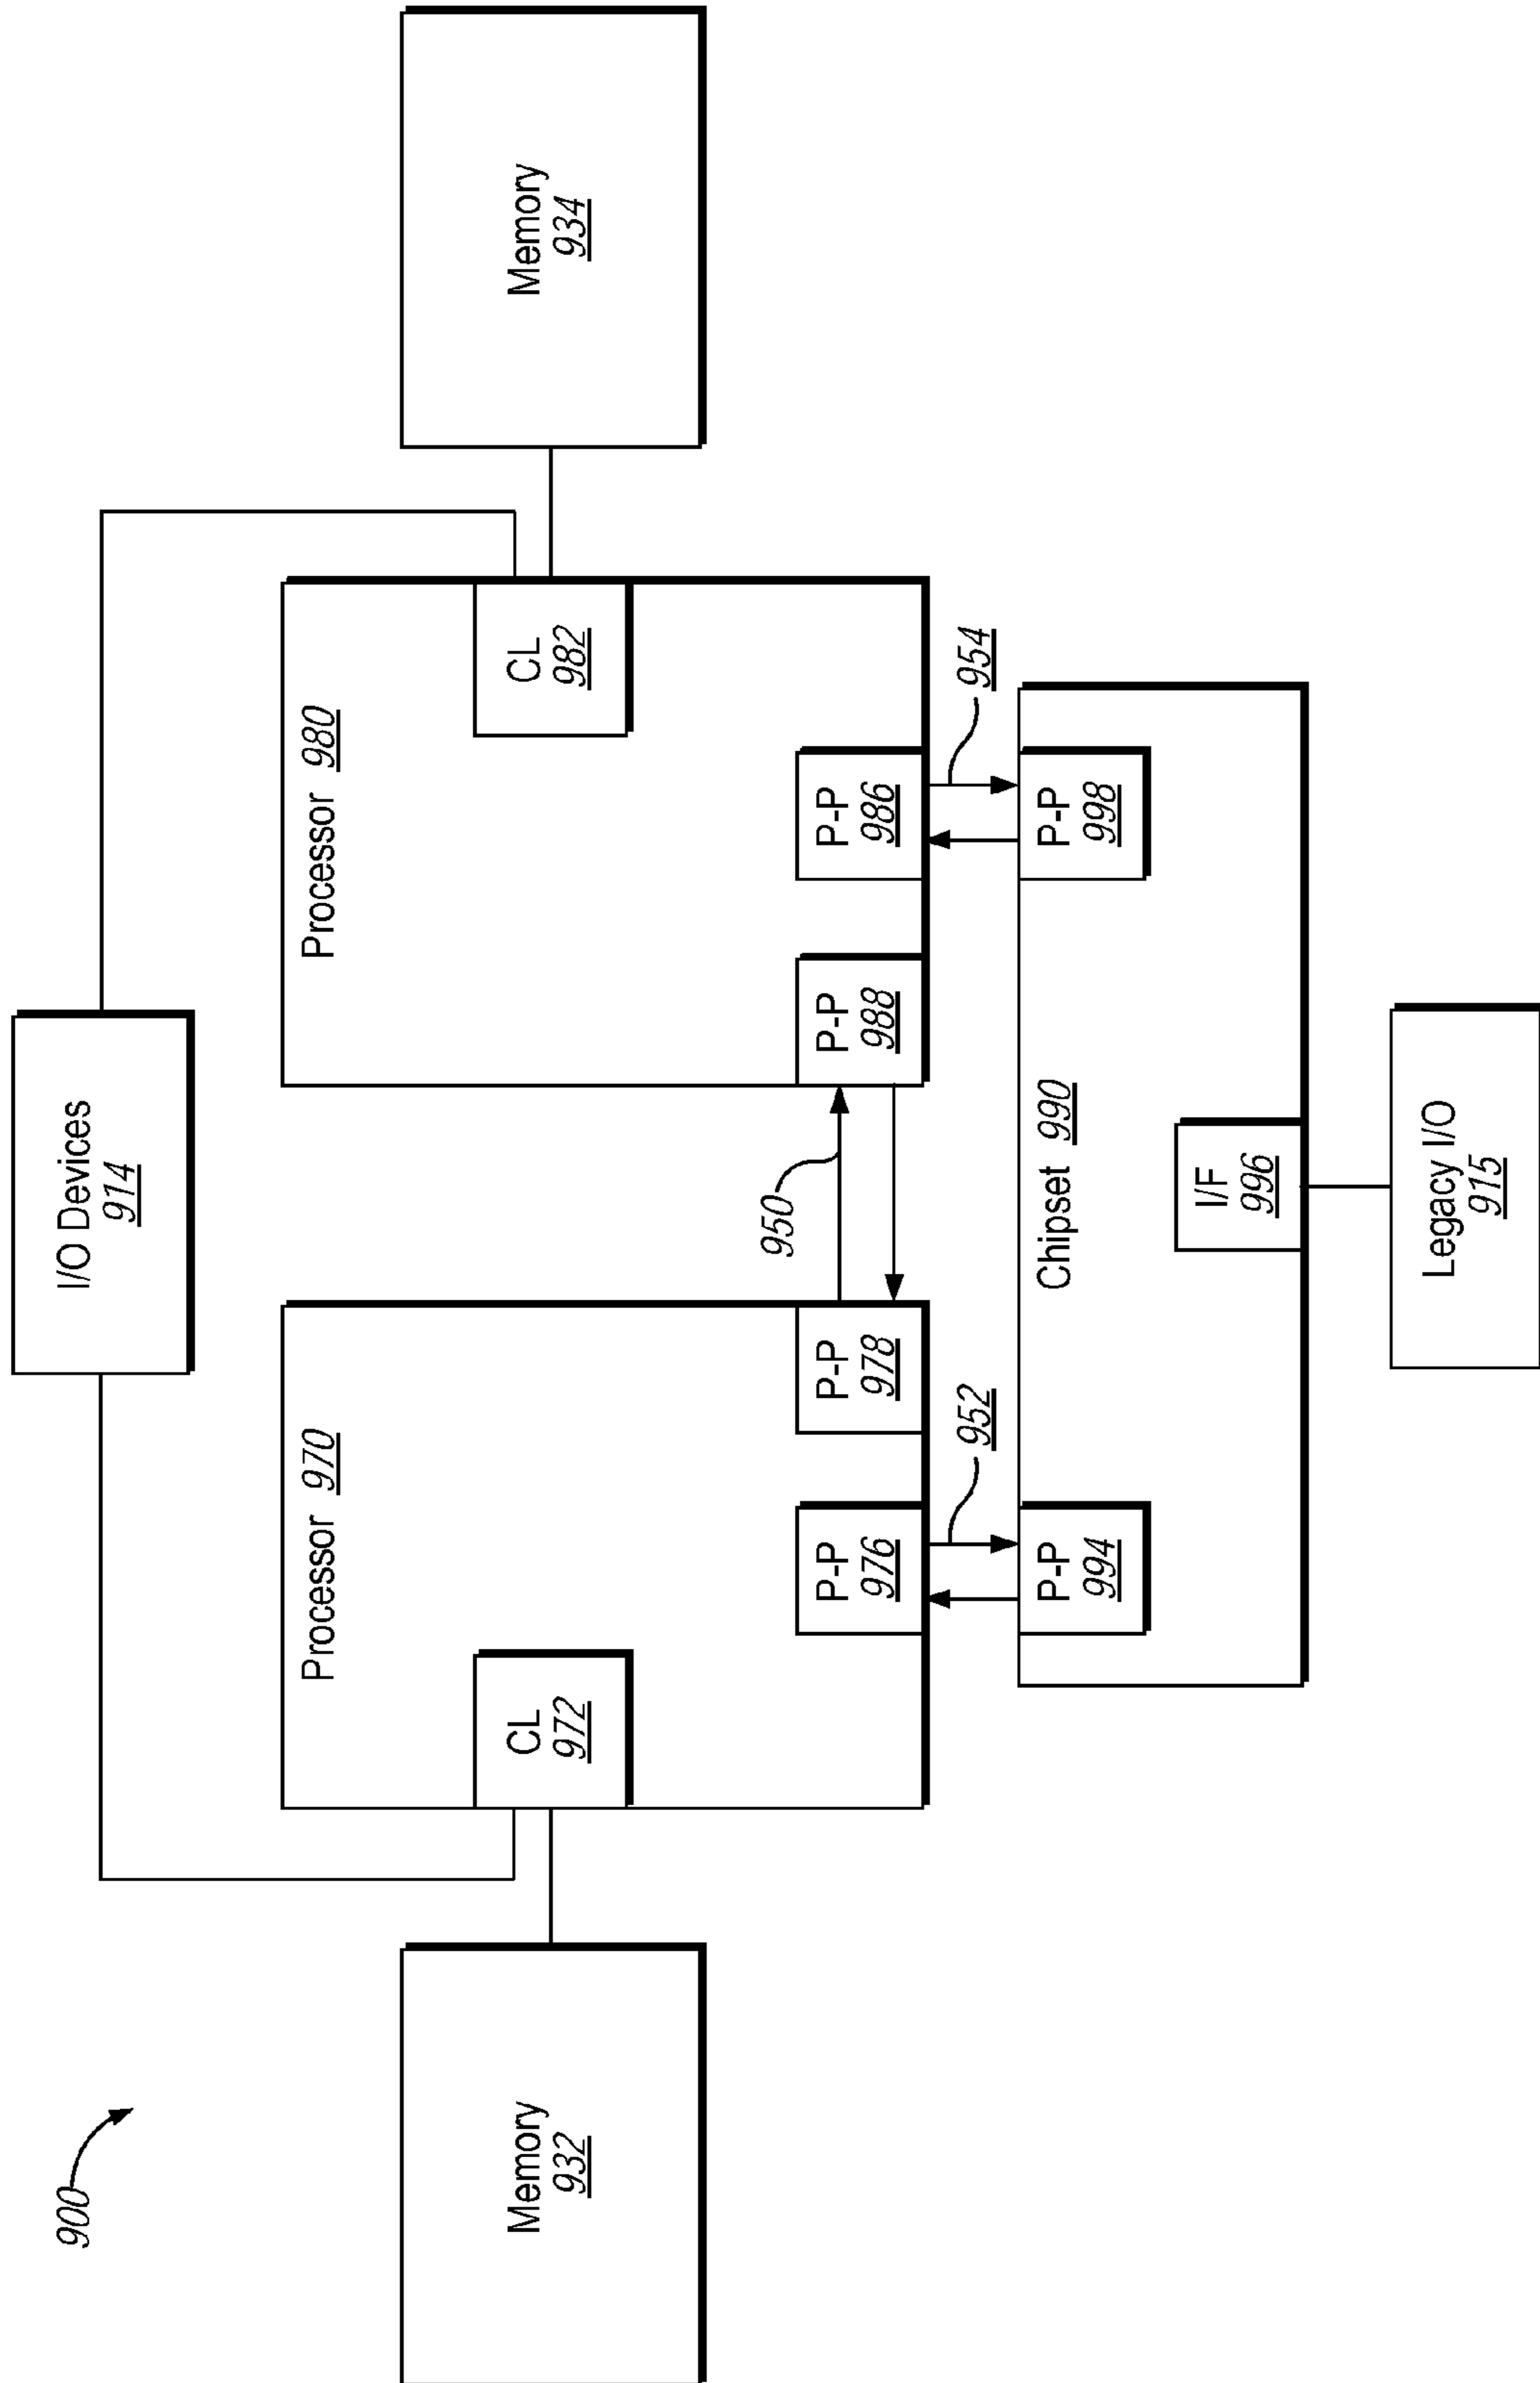 900
I/O Devices
914
Memory
932
CL
972
Processor 970
Processor 980
CL
982
Memory
934
P-P
976
P-P
978
950
P-P
988
P-P
986
952
954
P-P
994
Chipset 990
P-P
998
I/F
996
Legacy I/O
915